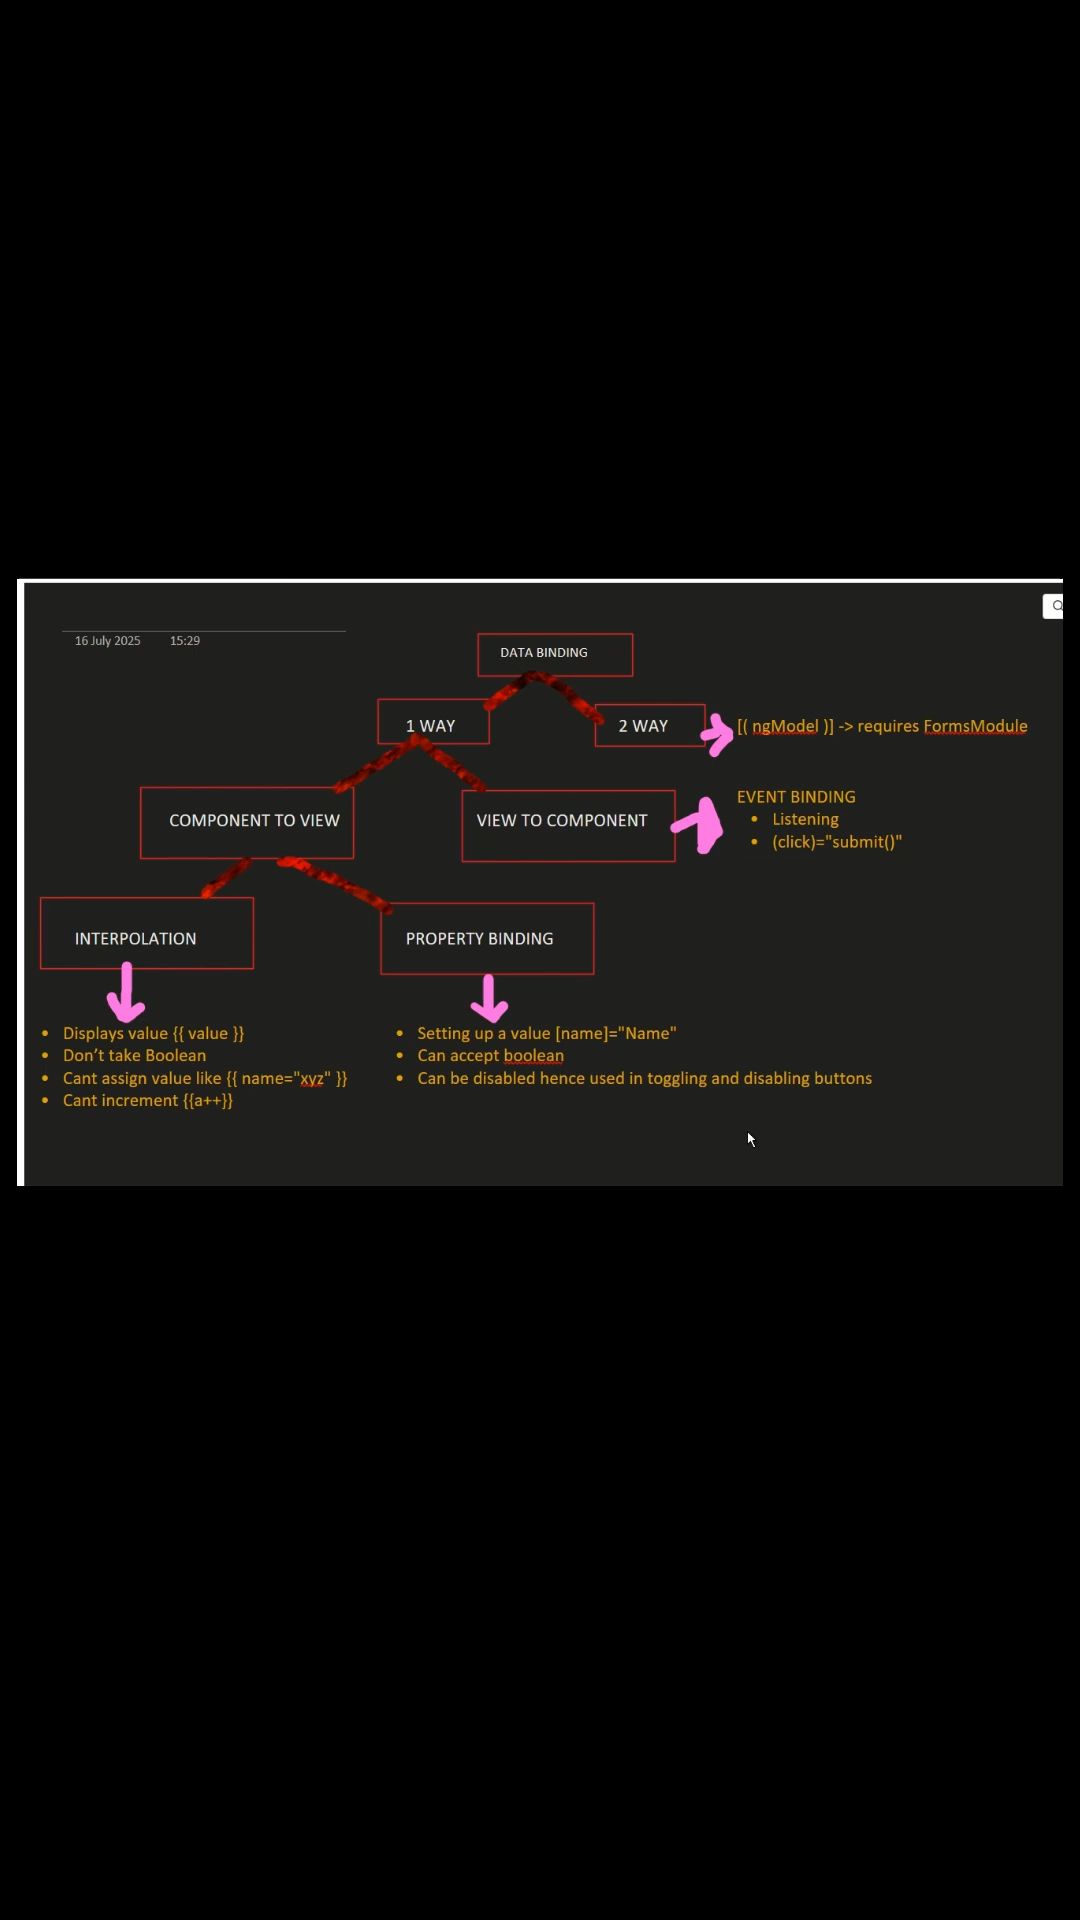 16 July 2025 15:29
DATA BINDING
1 WAY
2 WAY
[( ngModel )] -> requires FormsModule
COMPONENT TO VIEW
VIEW TO COMPONENT
EVENT BINDING
• Listening
• (click)="submit()"
INTERPOLATION
PROPERTY BINDING
• Displays value {{ value }}
• Don't take Boolean
• Cant assign value like {{ name="xyz" }}
• Cant increment {{a++}}
• Setting up a value [name]="Name"
• Can accept boolean
• Can be disabled hence used in toggling and disabling buttons